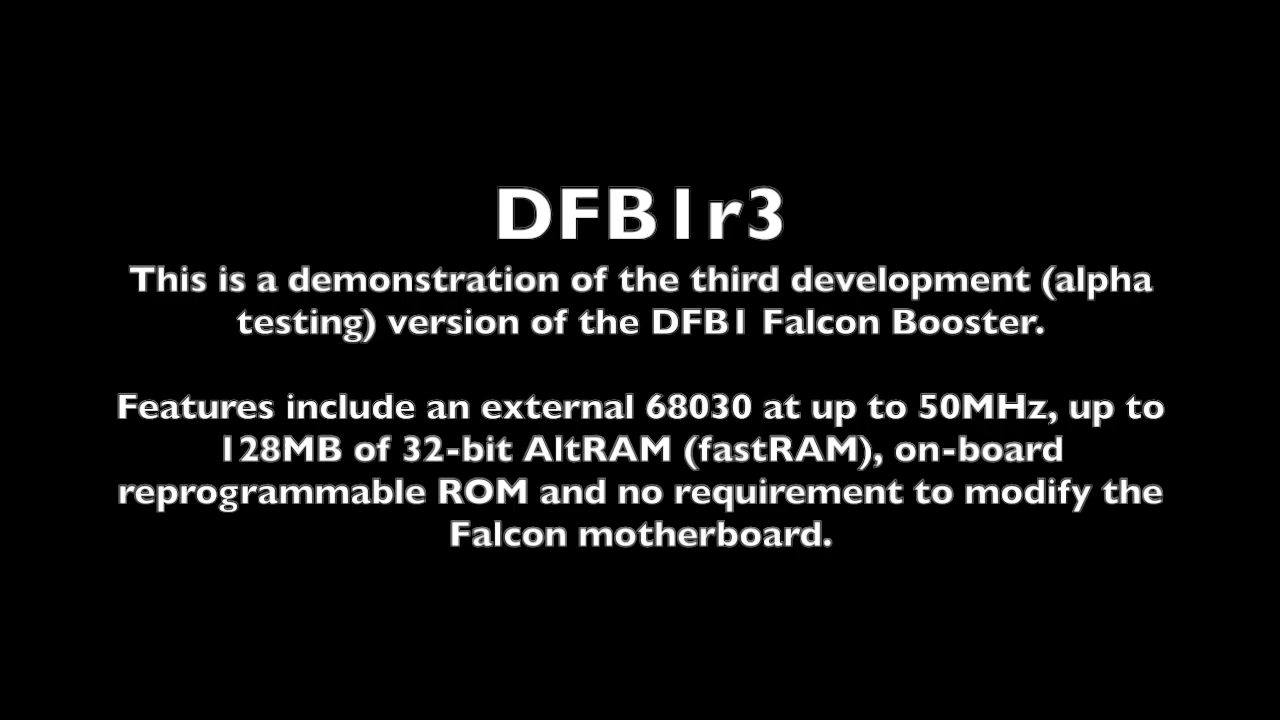 DFB1r3
This is a demonstration of the third development (alpha
testing) version of the DFB1 Falcon Booster.
Features include an external 68030 at up to 50MHz, up to
128MB of 32-bit AltRAM (fastRAM), on-board
reprogrammable ROM and no requirement to modify the
Falcon motherboard.